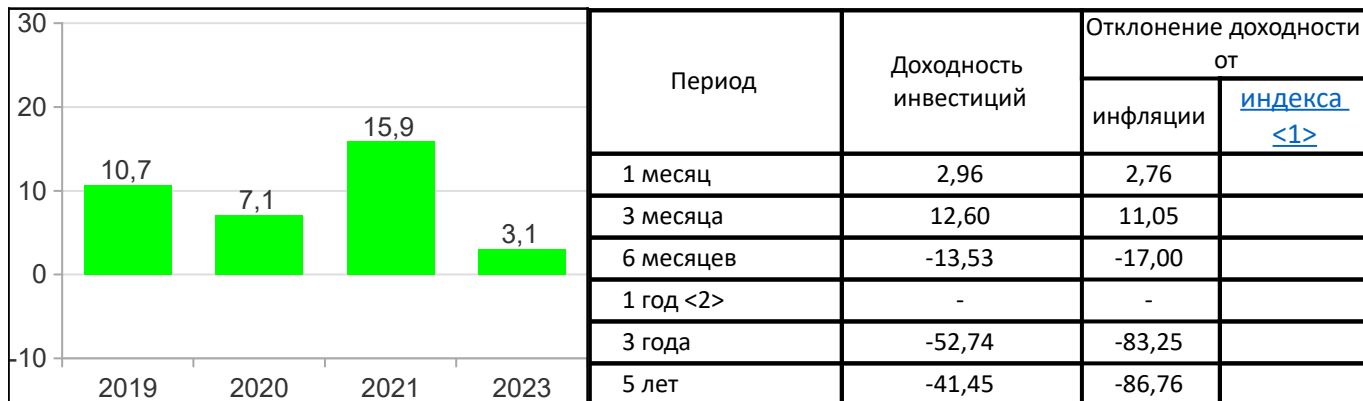 30
20
10
0
-10
10,7
7,1
15,9
3,1
2019 2020 2021 2023
Период
Доходность
инвестиций
Отклонение доходности
от
инфляции
индекса
<1>
1 месяц 2,96 2,76
3 месяца 12,60 11,05
6 месяцев -13,53 -17,00
1 год <2> - -
3 года -52,74 -83,25
5 лет -41,45 -86,76